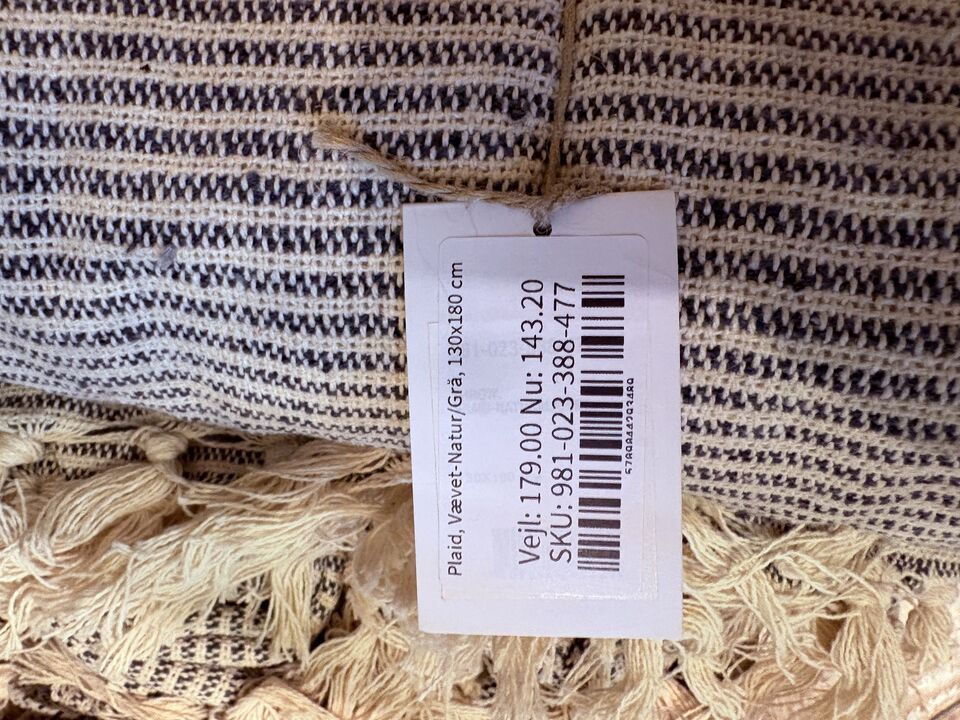 Plaid, Vævet-Natur/Grå, 130x180 cm
Vejl: 179.00 Nu: 143.20
SKU: 981-023-388-477